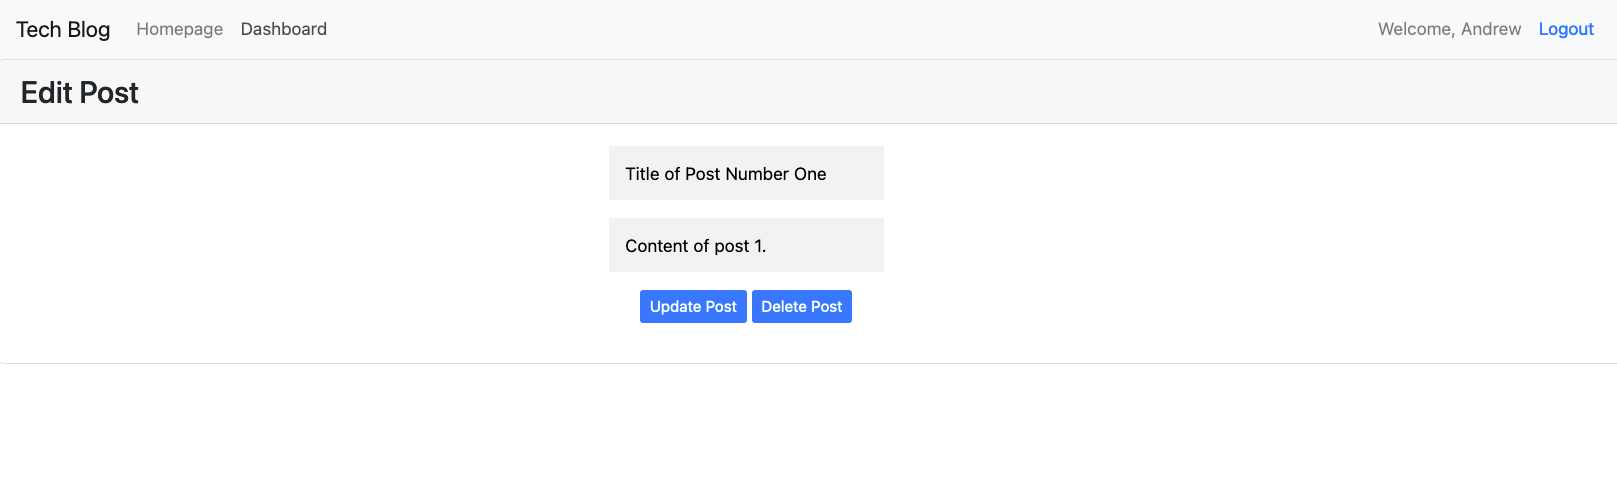 Tech Blog Homepage Dashboard Welcome, Andrew Logout
Edit Post
Title of Post Number One
Content of post 1.
Update Post Delete Post